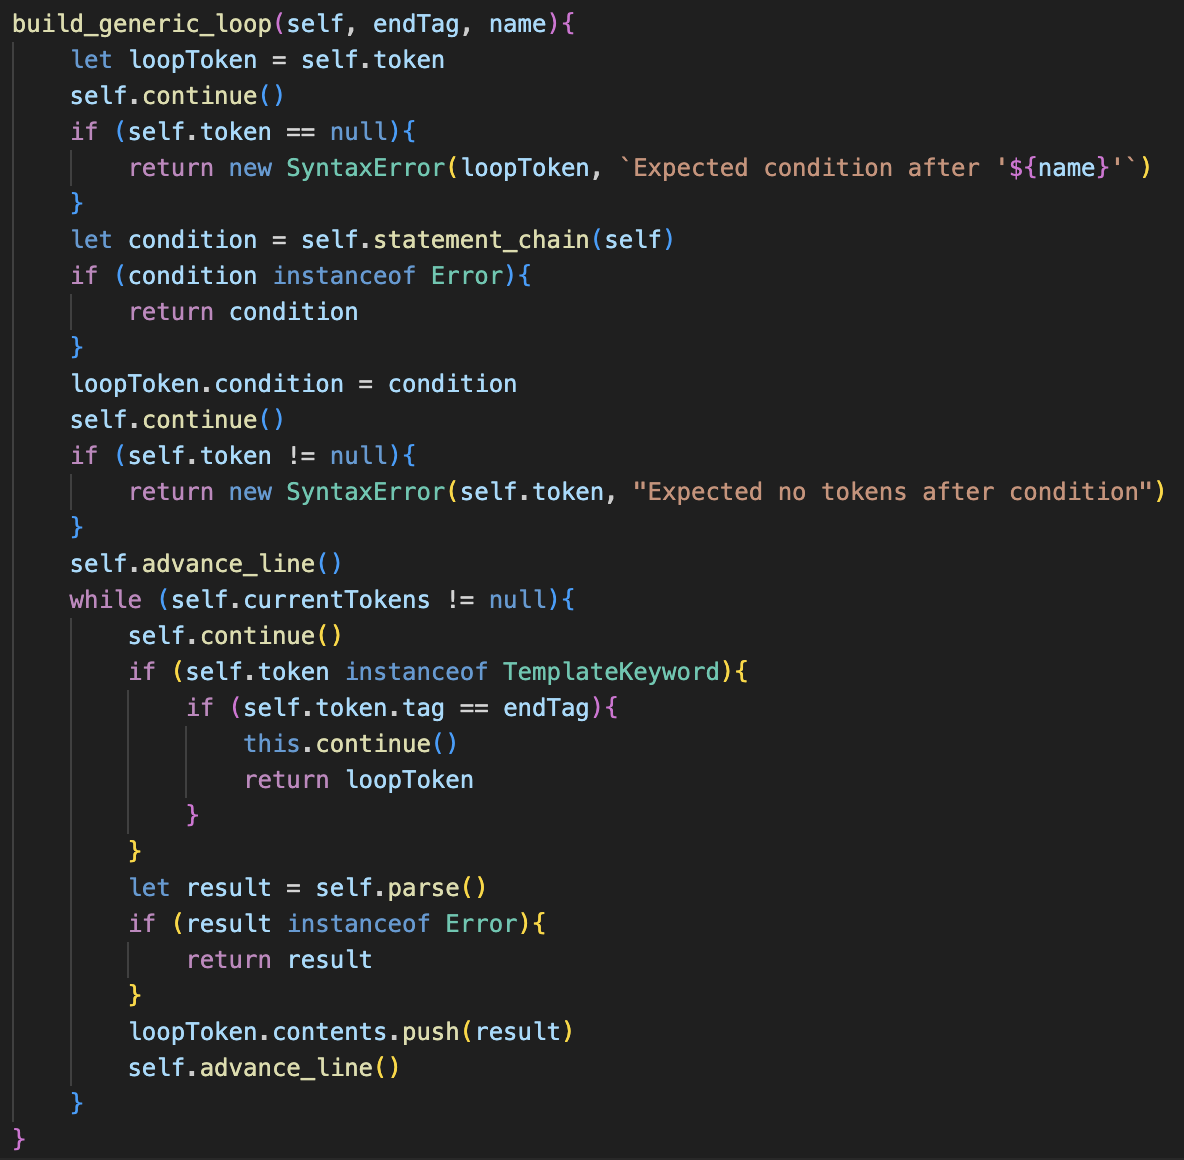 build_generic_loop(self, endTag, name){
    let loopToken = self.token
    self.continue()
    if (self.token == null){
        return new SyntaxError(loopToken, `Expected condition after '${name}'`)
    }
    let condition = self.statement_chain(self)
    if (condition instanceof Error){
        return condition
    }
    loopToken.condition = condition
    self.continue()
    if (self.token != null){
        return new SyntaxError(self.token, "Expected no tokens after condition")
    }
    self.advance_line()
    while (self.currentTokens != null){
        self.continue()
        if (self.token instanceof TemplateKeyword){
            if (self.token.tag == endTag){
                this.continue()
                return loopToken
            }
        }
        let result = self.parse()
        if (result instanceof Error){
            return result
        }
        loopToken.contents.push(result)
        self.advance_line()
    }
}